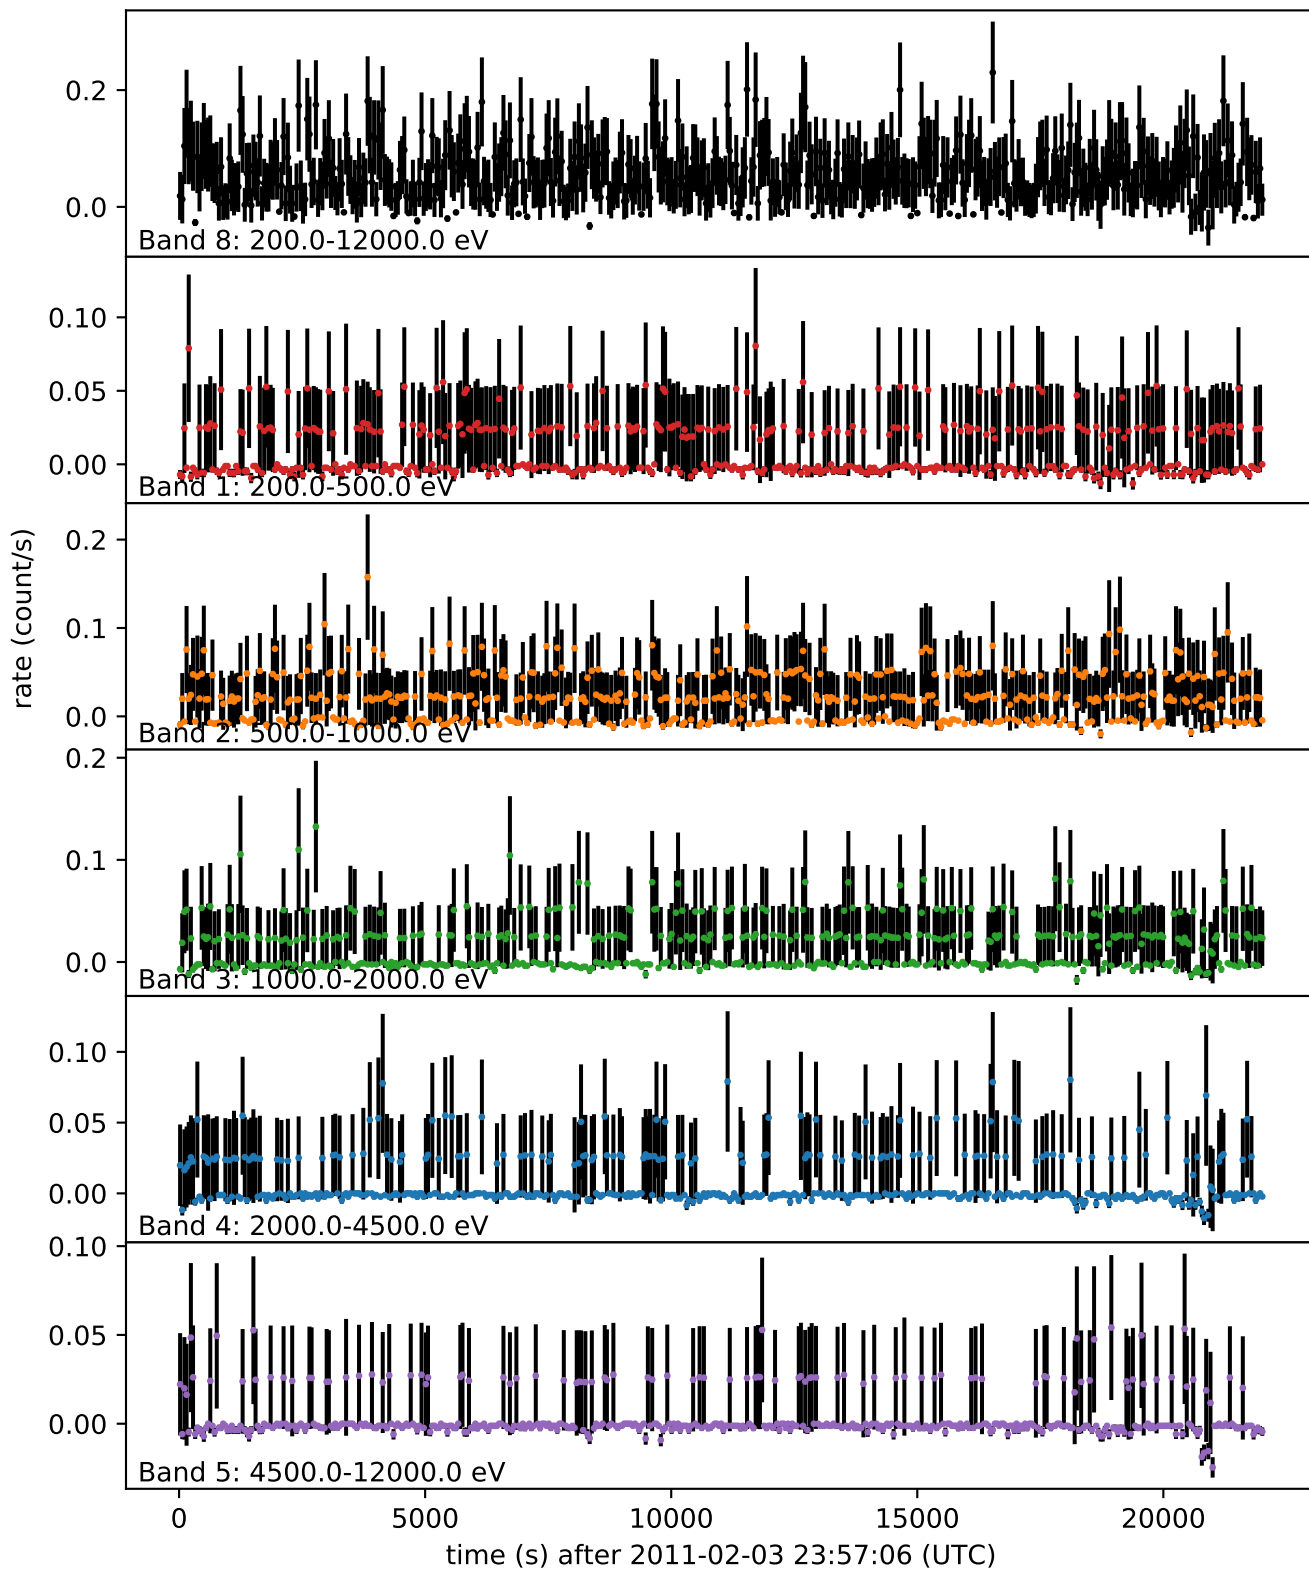 0.2
0.0
Band 8: 200.0-12000.0 eV
0.10
0.05
0.00
Band 1: 200.0-500.0 eV
rate (count/s)
0.2
0.1
0.0
Band 2: 500.0-1000.0 eV
0.2
0.1
0.0
Band 3: 1000.0-2000.0 eV
0.10
0.05
0.00
Band 4: 2000.0-4500.0 eV
0.10
0.05
0.00
Band 5: 4500.0-12000.0 eV
0 5000 10000 15000 20000
time (s) after 2011-02-03 23:57:06 (UTC)